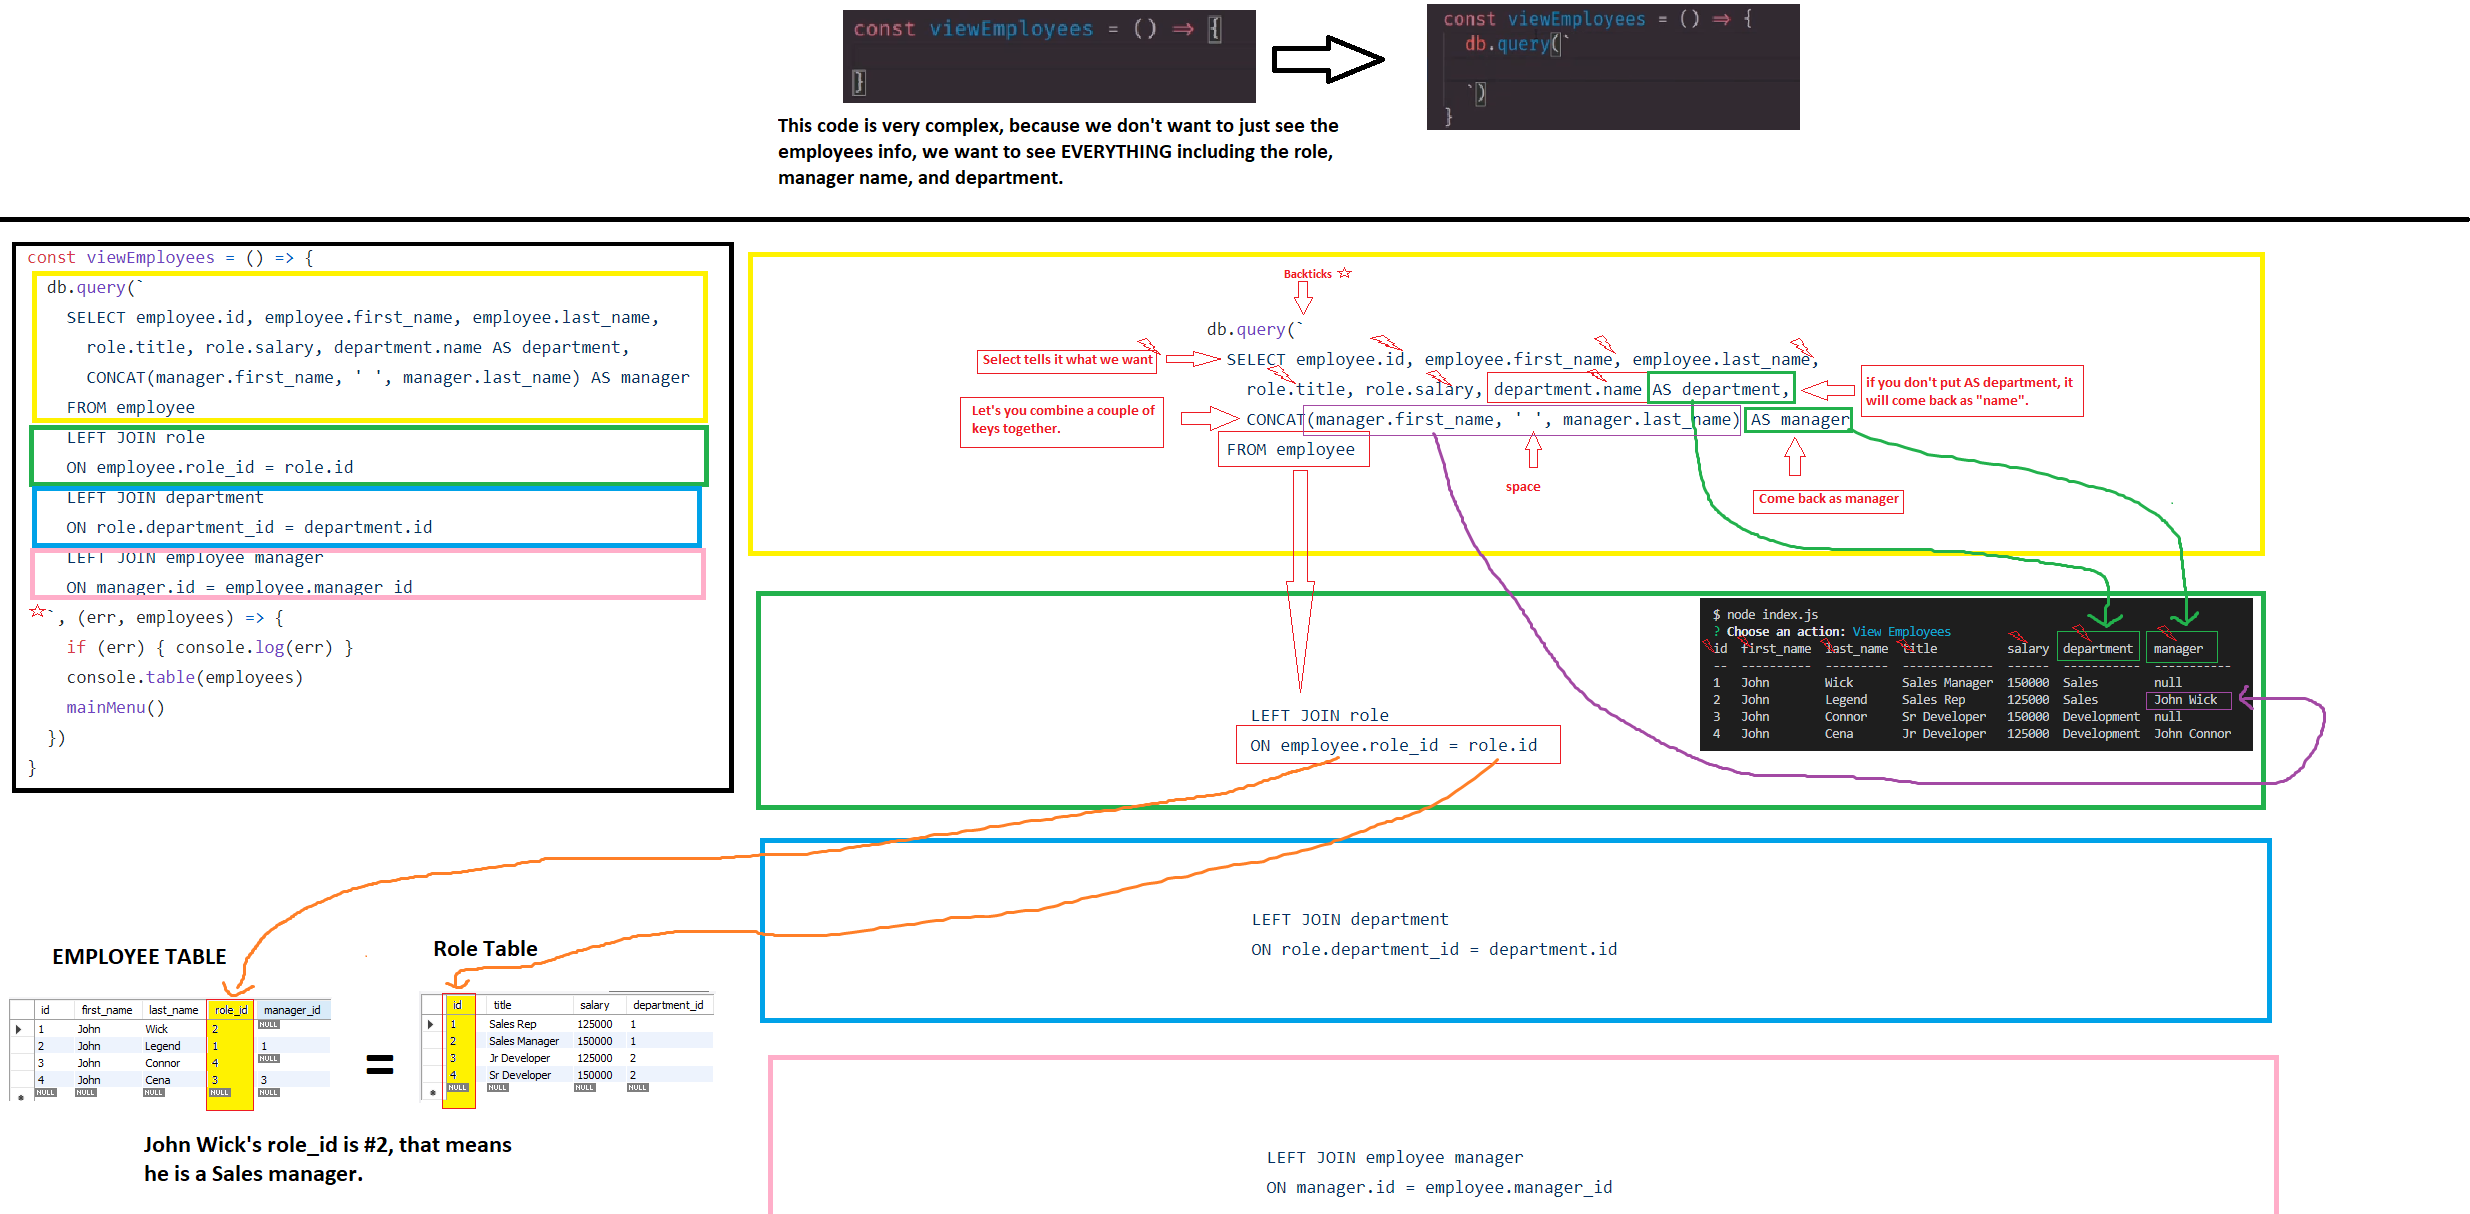 const viewEmployees = () => {
}
const viewEmployees = () => {
db.query(`
`)
}
This code is very complex, because we don't want to just see the
employees info, we want to see EVERYTHING including the role,
manager name, and department.
const viewEmployees = () => {
db.query(`
SELECT employee.id, employee.first_name, employee.last_name,
role.title, role.salary, department.name AS department,
CONCAT(manager.first_name, ' ', manager.last_name) AS manager
FROM employee
LEFT JOIN role
ON employee.role_id = role.id
LEFT JOIN department
ON role.department_id = department.id
LEFT JOIN employee manager
ON manager.id = employee.manager_id
`, (err, employees) => {
if (err) { console.log(err) }
console.table(employees)
mainMenu()
})
}
Backticks
db.query(`
Select tells it what we want
SELECT employee.id, employee.first_name, employee.last_name,
role.title, role.salary, department.name AS department,
if you don't put AS department, it
will come back as "name".
Let's you combine a couple of
keys together.
CONCAT(manager.first_name, ' ', manager.last_name) AS manager
FROM employee
space
Come back as manager
$ node index.js
? Choose an action: View Employees
id first_name last_name title salary department manager
-- ---------- --------- ------------- ------ ---------- -----------
1 John Wick Sales Manager 150000 Sales null
2 John Legend Sales Rep 125000 Sales John Wick
3 John Connor Sr Developer 150000 Development null
4 John Cena Jr Developer 125000 Development John Connor
LEFT JOIN role
ON employee.role_id = role.id
LEFT JOIN department
ON role.department_id = department.id
EMPLOYEE TABLE
id first_name last_name role_id manager_id
1 John Wick 2 NULL
2 John Legend 1 1
3 John Connor 4 NULL
4 John Cena 3 3
NULL NULL NULL NULL NULL
=
Role Table
id title salary department_id
1 Sales Rep 125000 1
2 Sales Manager 150000 1
3 Jr Developer 125000 2
4 Sr Developer 150000 2
NULL NULL NULL NULL
John Wick's role_id is #2, that means
he is a Sales manager.
LEFT JOIN employee manager
ON manager.id = employee.manager_id